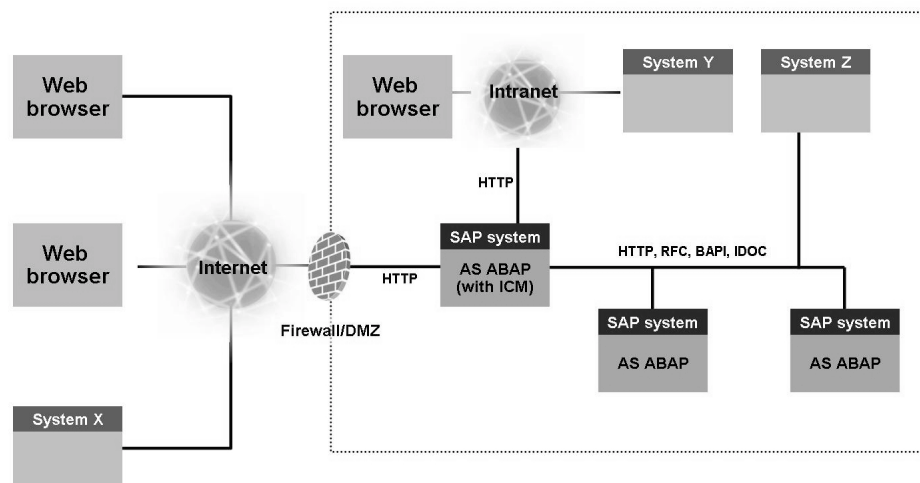 Web
browser
Web
browser
Intranet
System Y
System Z
HTTP
Web
browser
Internet
Firewall/DMZ
HTTP
SAP system
AS ABAP
(with ICM)
HTTP, RFC, BAPI, IDOC
SAP system
AS ABAP
SAP system
AS ABAP
System X